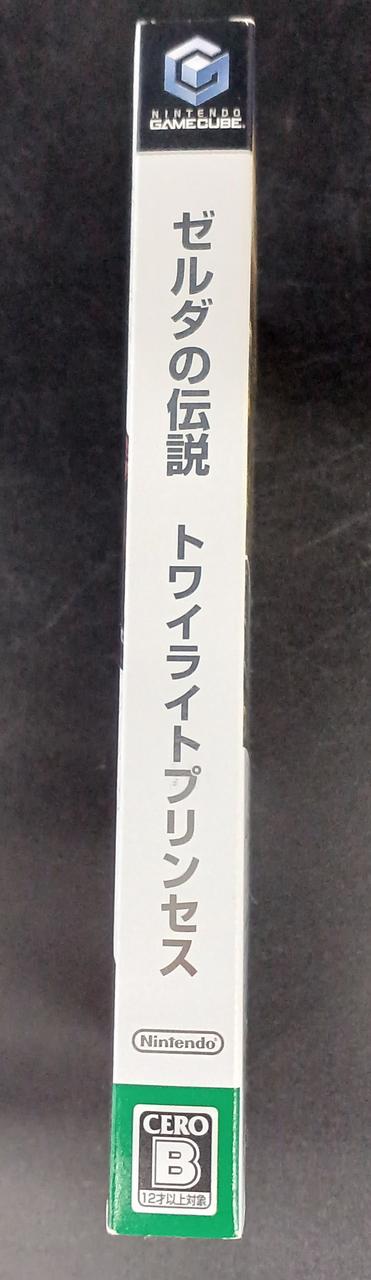 NINTENDO
GAMECUBE
ゼルダの伝説 トワイライトプリンセス
Nintendo
CERO
B
12才以上対象